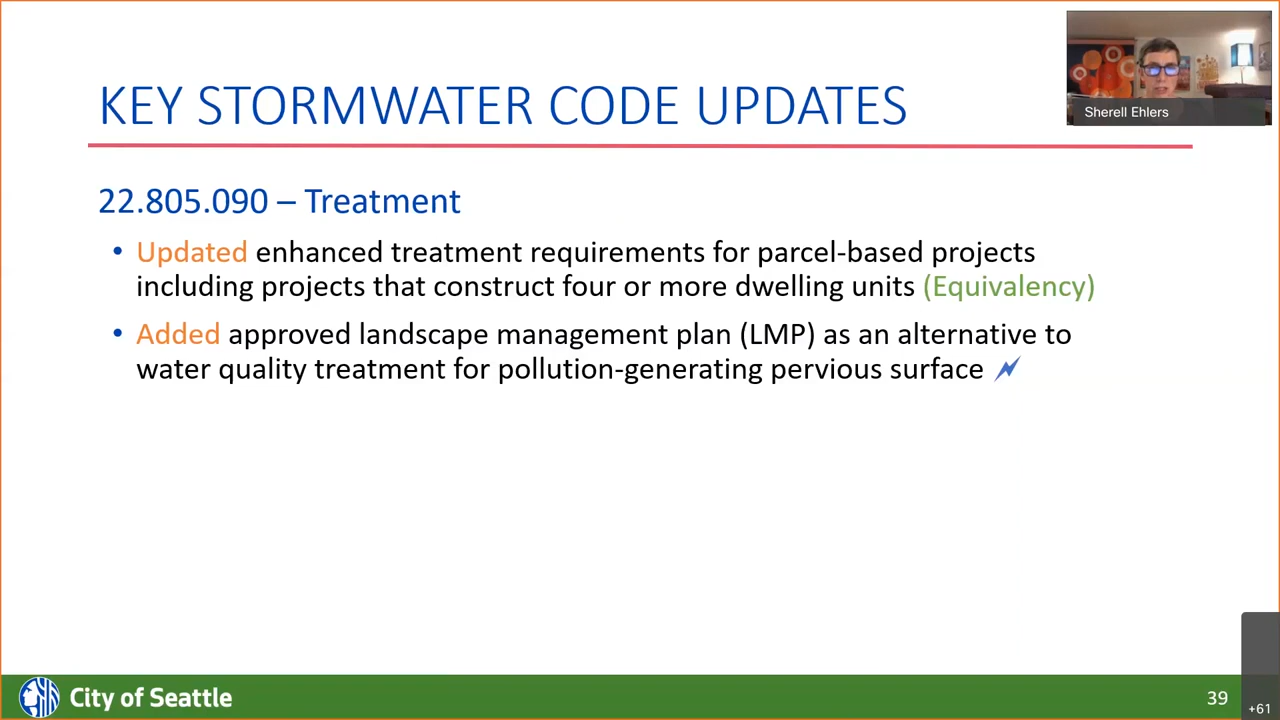 Sherell Ehlers
KEY STORMWATER CODE UPDATES
22.805.090 – Treatment
• Updated enhanced treatment requirements for parcel-based projects
including projects that construct four or more dwelling units (Equivalency)
• Added approved landscape management plan (LMP) as an alternative to
water quality treatment for pollution-generating pervious surface
City of Seattle
39
+61